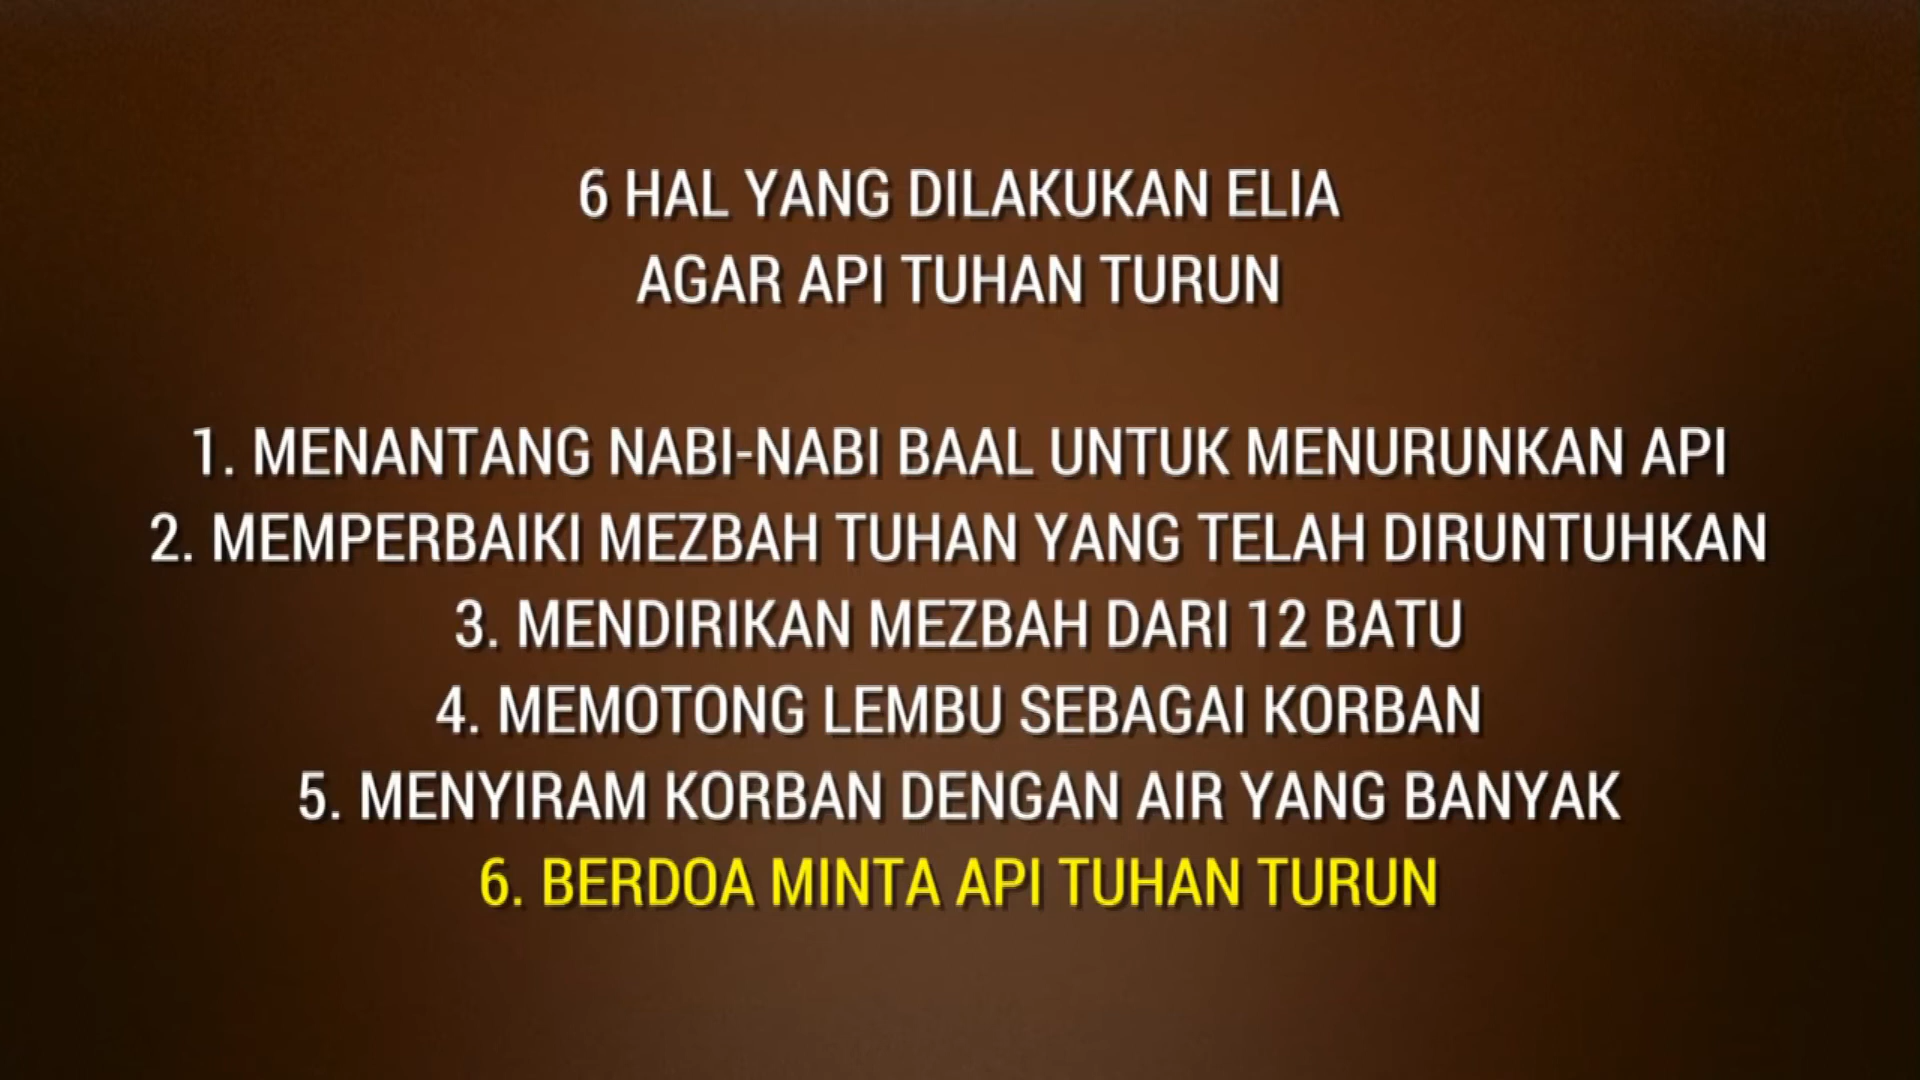 6 HAL YANG DILAKUKAN ELIA
AGAR API TUHAN TURUN
1. MENANTANG NABI-NABI BAAL UNTUK MENURUNKAN API
2. MEMPERBAIKI MEZBAH TUHAN YANG TELAH DIRUNTUHKAN
3. MENDIRIKAN MEZBAH DARI 12 BATU
4. MEMOTONG LEMBU SEBAGAI KORBAN
5. MENYIRAM KORBAN DENGAN AIR YANG BANYAK
6. BERDOA MINTA API TUHAN TURUN